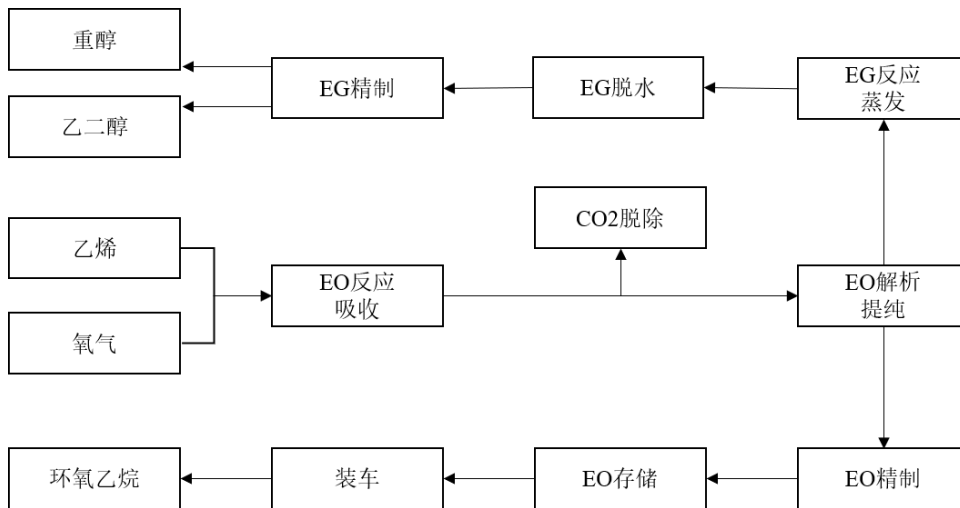 重醇
EG精制
EG脱水
EG反应
蒸发
乙二醇
CO2脱除
乙烯
EO反应
吸收
EO解析
提纯
氧气
环氧乙烷
装车
EO存储
EO精制